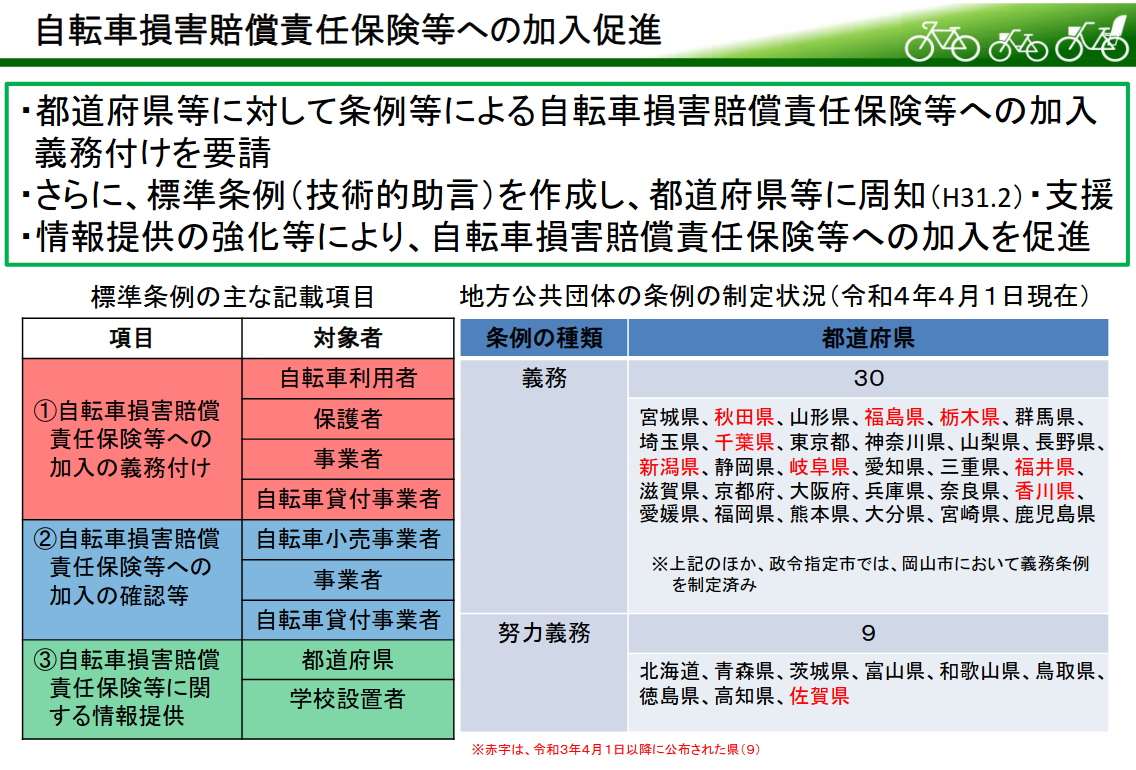 自転車損害賠償責任保険等への加入促進
・都道府県等に対して条例等による自転車損害賠償責任保険等への加入
義務付けを要請
・さらに、標準条例（技術的助言）を作成し、都道府県等に周知（H31.2）・支援
・情報提供の強化等により、自転車損害賠償責任保険等への加入を促進
標準条例の主な記載項目
項目
対象者
①自転車損害賠償
責任保険等への
加入の義務付け
自転車利用者
保護者
事業者
自転車貸付事業者
②自転車損害賠償
責任保険等への
加入の確認等
自転車小売事業者
事業者
自転車貸付事業者
③自転車損害賠償
責任保険等に関
する情報提供
都道府県
学校設置者
地方公共団体の条例の制定状況（令和４年４月１日現在）
条例の種類
都道府県
義務
30
宮城県、秋田県、山形県、福島県、栃木県、群馬県、
埼玉県、千葉県、東京都、神奈川県、山梨県、長野県、
新潟県、静岡県、岐阜県、愛知県、三重県、福井県、
滋賀県、京都府、大阪府、兵庫県、奈良県、香川県、
愛媛県、福岡県、熊本県、大分県、宮崎県、鹿児島県
※上記のほか、政令指定市では、岡山市において義務条例
を制定済み
努力義務
９
北海道、青森県、茨城県、富山県、和歌山県、鳥取県、
徳島県、高知県、佐賀県
※赤字は、令和３年４月１日以降に公布された県（９）